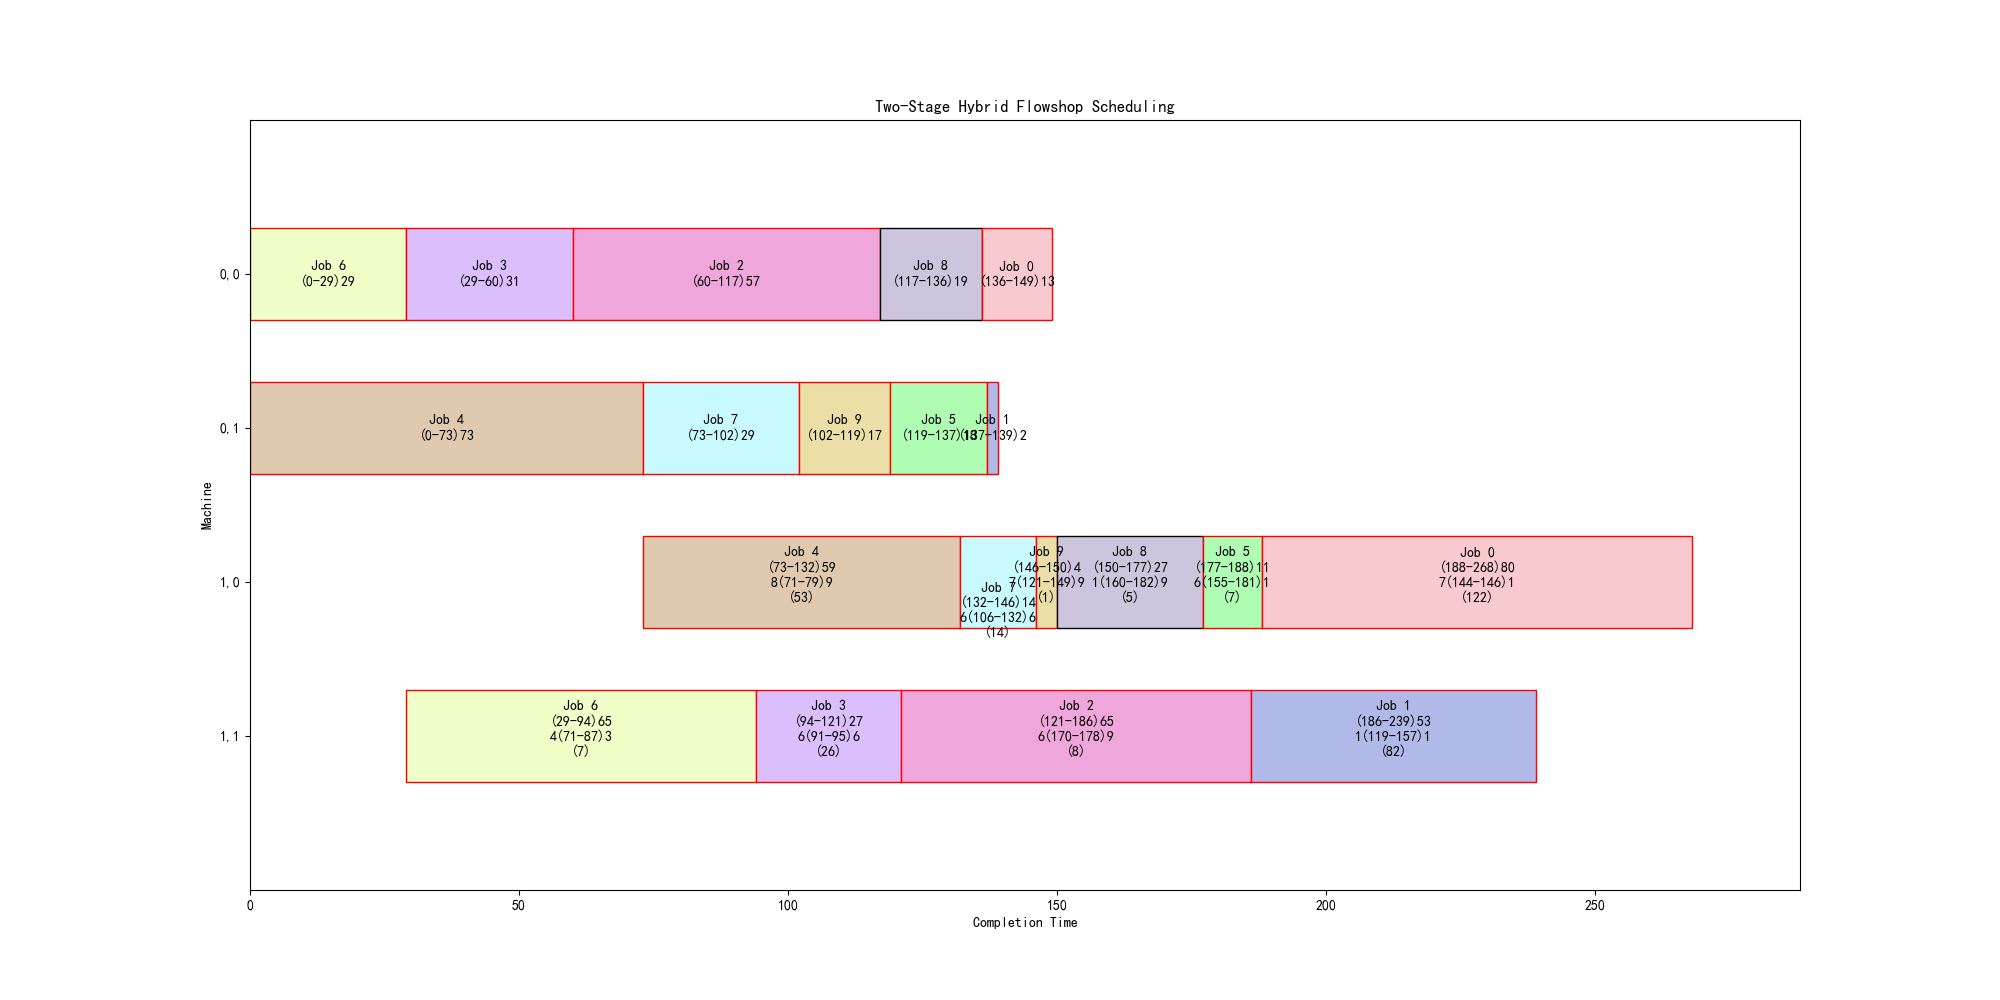 Two-Stage Hybrid Flowshop Scheduling
0,0
Job 6
(0-29)29
Job 3
(29-60)31
Job 2
(60-117)57
Job 8
(117-136)19
Job 0
(136-149)13
0,1
Job 4
(0-73)73
Job 7
(73-102)29
Job 9
(102-119)17
Job 5
(119-137)18
Job 1
(137-139)2
Machine
1,0
Job 4
(73-132)59
8(71-79)9
(53)
Job 7
(132-146)14
6(106-132)6
(14)
Job 9
(146-150)4
7(121-149)9
(1)
Job 8
(150-177)27
1(160-182)9
(5)
Job 5
(177-188)11
6(155-181)1
(7)
Job 0
(188-268)80
7(144-146)1
(122)
1,1
Job 6
(29-94)65
4(71-87)3
(7)
Job 3
(94-121)27
6(91-95)6
(26)
Job 2
(121-186)65
6(170-178)9
(8)
Job 1
(186-239)53
1(119-157)1
(82)
0
50
100
150
200
250
Completion Time